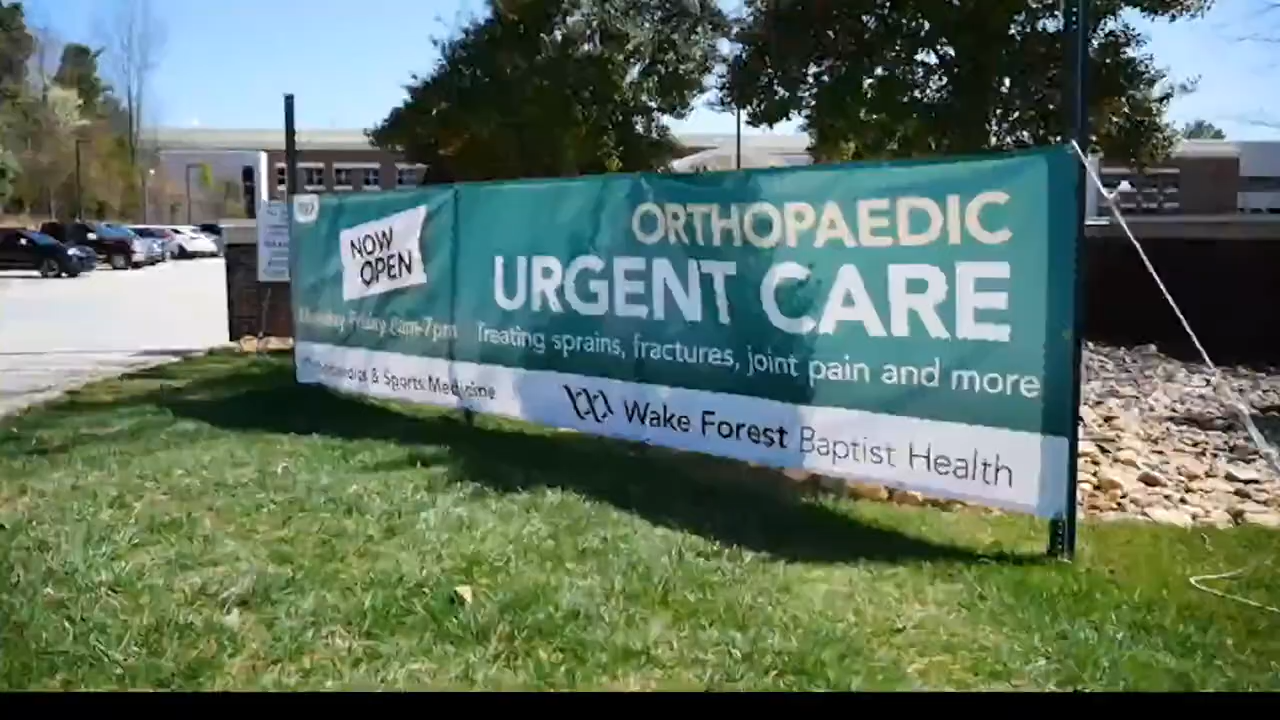 NOW
OPEN
Monday-Friday 8am-7pm
ORTHOPAEDIC
URGENT CARE
Treating sprains, fractures, joint pain and more
& Sports Medicine
Wake Forest Baptist Health